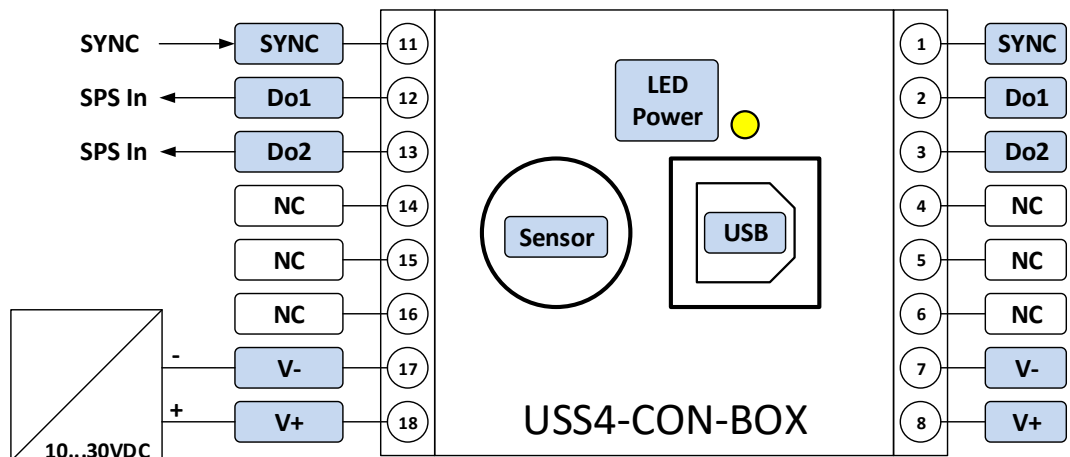 SYNC SYNC 11 1 SYNC
SPS In Do1 12 LED Power 2 Do1
SPS In Do2 13 3 Do2
NC 14 4 NC
Sensor USB
NC 15 5 NC
NC 16 6 NC
- V- 17 7 V-
+ V+ 18 USS4-CON-BOX 8 V+
10...30VDC